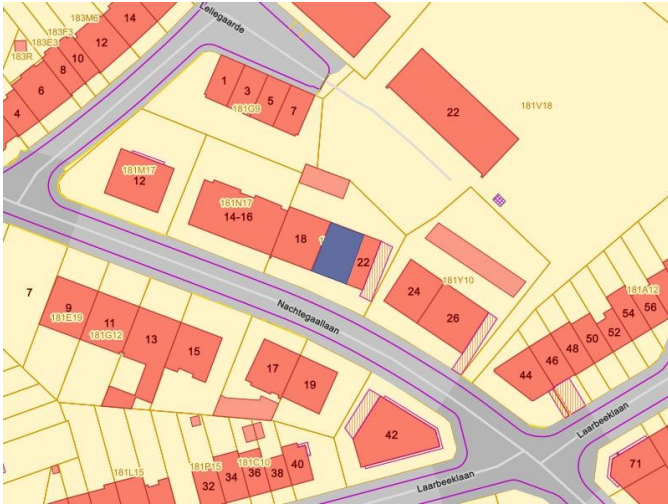 183M6
14
Leliegaarde
183F3
12
183E3
10
183R
8
6
4
1
3
5
7
181G9
22
181V18
181M17
12
181N17
14-16
18
22
24
181Y10
26
7
9
181E19
11
181G12
13
15
Nachtegaallaan
17
19
181A12
56
54
52
50
48
46
44
Laarbeeklaan
42
40
181C10
38
36
34
32
181P15
181L15
Laarbeeklaan
71